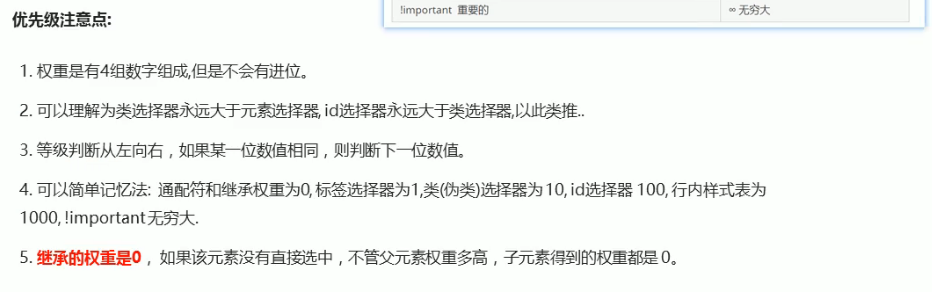 !important 重要的 ∞ 无穷大
优先级注意点:
1. 权重是有4组数字组成,但是不会有进位。
2. 可以理解为类选择器永远大于元素选择器, id选择器永远大于类选择器,以此类推..
3. 等级判断从左向右，如果某一位数值相同，则判断下一位数值。
4. 可以简单记忆法: 通配符和继承权重为0, 标签选择器为1,类(伪类)选择器为 10, id选择器 100, 行内样式表为
1000, !important 无穷大.
5. 继承的权重是0， 如果该元素没有直接选中，不管父元素权重多高，子元素得到的权重都是 0。